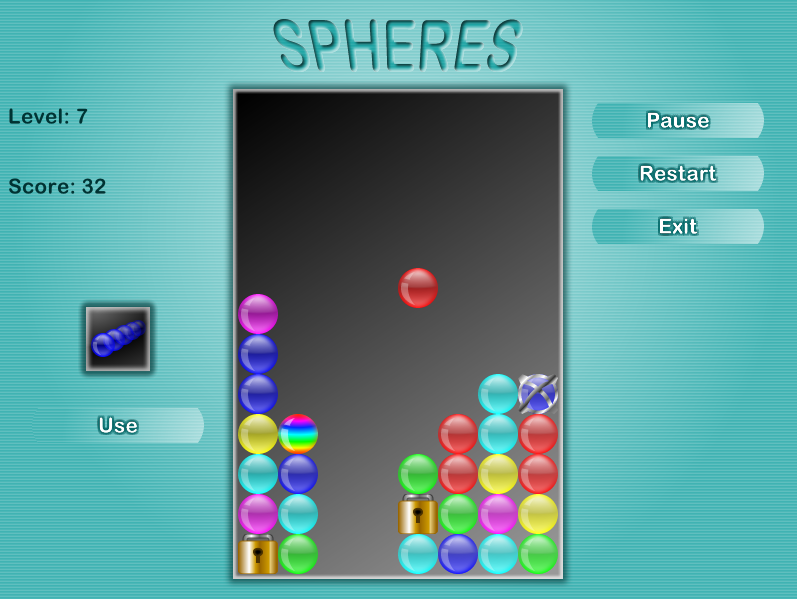 SPHERES
Level: 7
Score: 32
Pause
Restart
Exit
Use